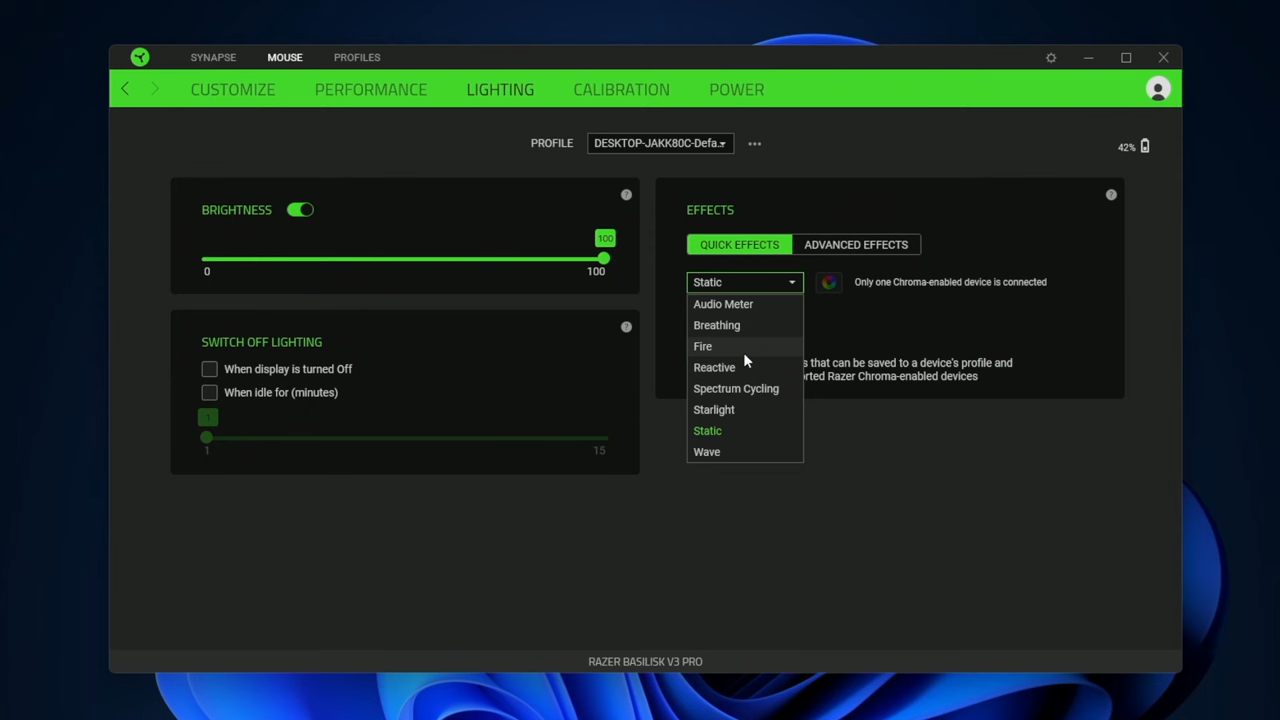 SYNAPSE MOUSE PROFILES
CUSTOMIZE PERFORMANCE LIGHTING CALIBRATION POWER
PROFILE DESKTOP-JAKK80C-Defa... •••
42%
BRIGHTNESS
100
0 100
SWITCH OFF LIGHTING
When display is turned Off
When idle for (minutes)
1
1 15
EFFECTS
QUICK EFFECTS ADVANCED EFFECTS
Static Only one Chroma-enabled device is connected
Audio Meter
Breathing
Fire
Reactive
Spectrum Cycling
Starlight
Static
Wave
s that can be saved to a device's profile and
orted Razer Chroma-enabled devices
RAZER BASILISK V3 PRO